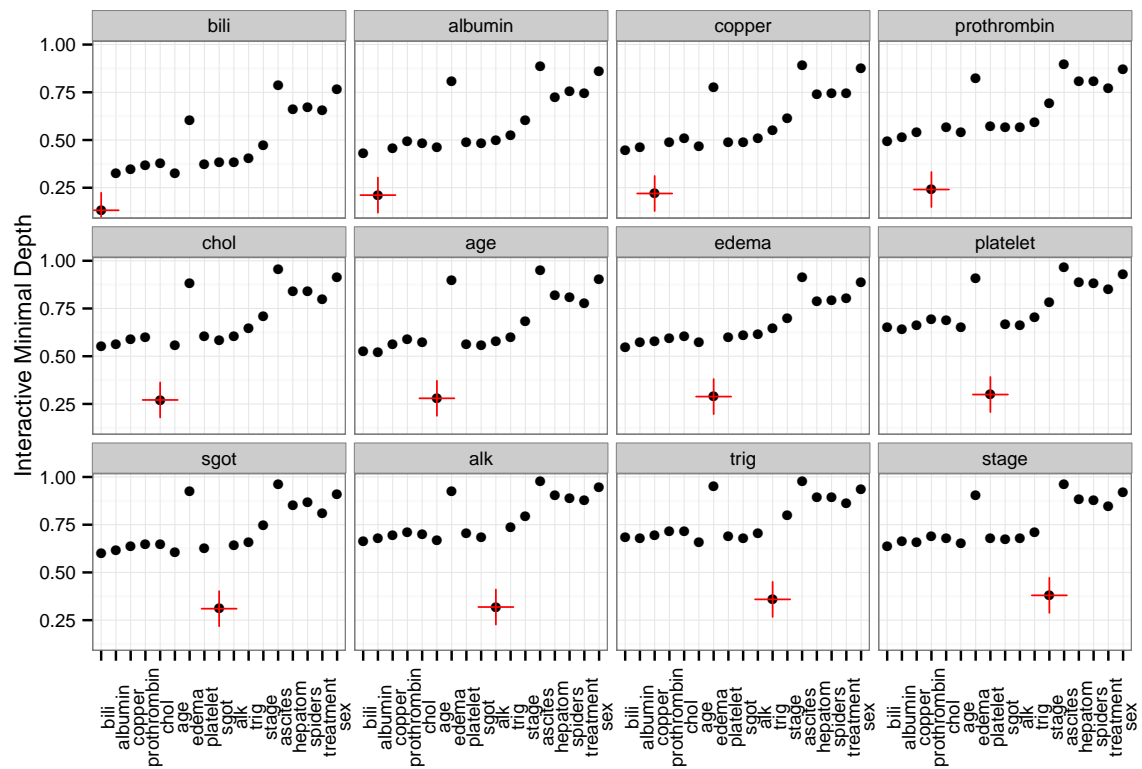 bili albumin copper prothrombin
1.00
0.75
0.50
0.25
chol age edema platelet
1.00
0.75
0.50
0.25
sgot alk trig stage
1.00
0.75
0.50
0.25
Interactive Minimal Depth
bili albumin copper prothrombin chol age edema platelet sgot alk trig stage ascites hepatom spiders treatment sex
bili albumin copper prothrombin chol age edema platelet sgot alk trig stage ascites hepatom spiders treatment sex
bili albumin copper prothrombin chol age edema platelet sgot alk trig stage ascites hepatom spiders treatment sex
bili albumin copper prothrombin chol age edema platelet sgot alk trig stage ascites hepatom spiders treatment sex